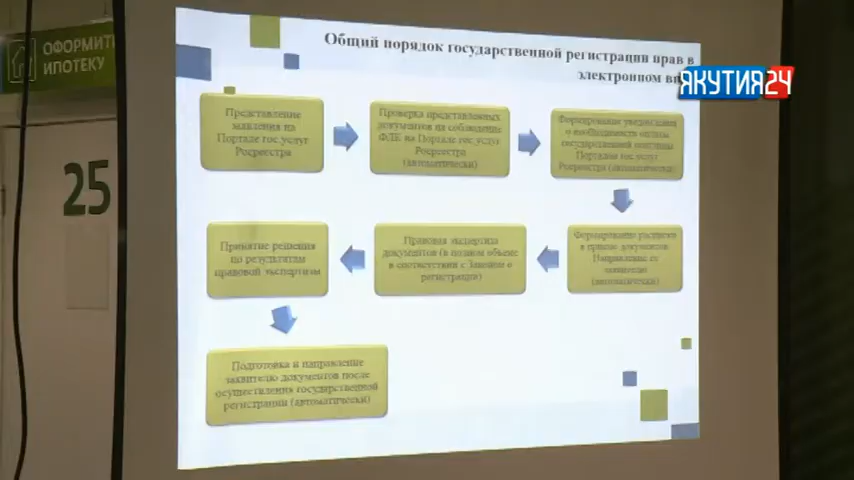 ОФОРМИТ
ИПОТЕКУ
25
ЯКУТИЯ24
Общий порядок государственной регистрации прав в
электронном ви
Представление
заявления на
Портале гос.услуг
Росреестра
Проверка представленных
документов на соблюдение
ФЛК на Портале гос.услуг
Росреестра
(автоматически)
Формирование уведомления
о необходимости оплаты
государственной пошлины
Порталом гос.услуг
Росреестра (автоматически)
Формирование расписки
в приеме документов.
Направление ее
заявителю
(автоматически)
Правовая экспертиза
документов (в полном объеме
в соответствии с Законом о
регистрации)
Принятие решения
по результатам
правовой экспертизы
Подготовка и направление
заявителю документов после
осуществления государственной
регистрации (автоматически)